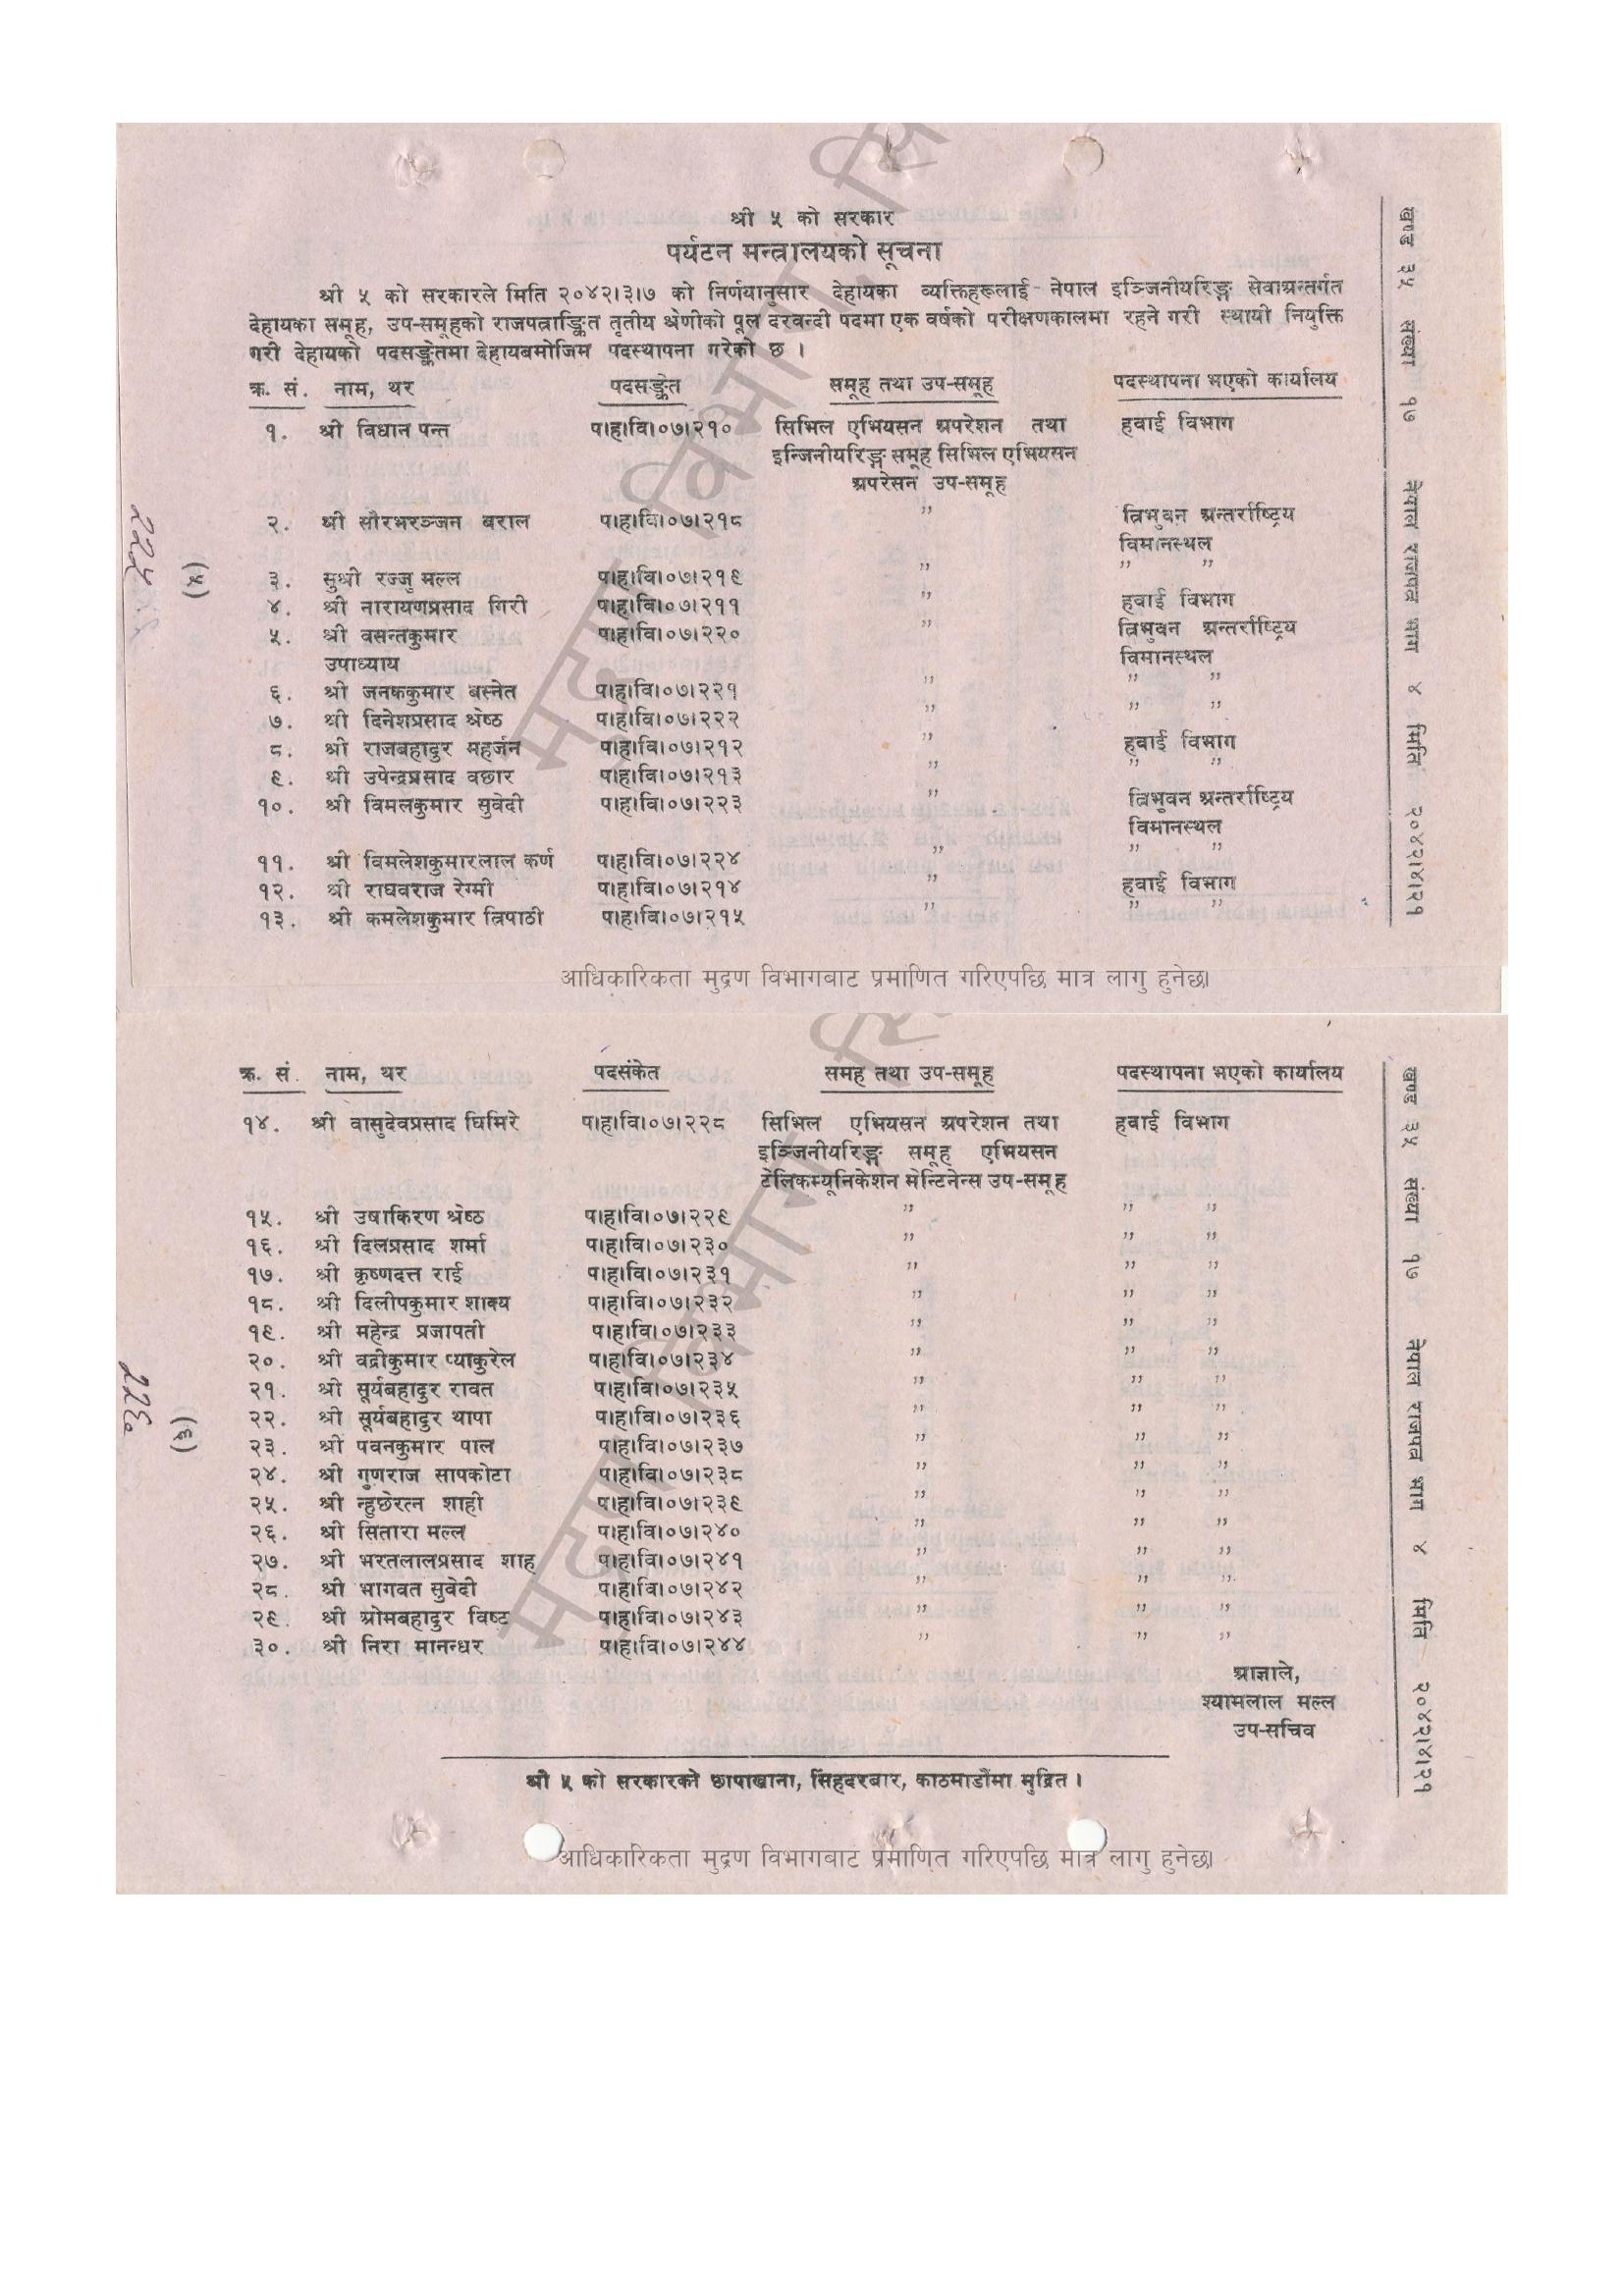 श्री ५ को सरकार
पर्यटन मन्त्रालयको सूचना
श्री ५ को सरकारले मिति २०४२।३।७ को निर्णयानुसार देहायका व्यक्तिहरूलाई नेपाल इञ्जिनीयरिङ्ग सेवाअन्तर्गत
देहायका समूह, उप-समूहको राजपत्राङ्कित तृतीय श्रेणीको पूल दरवन्दी पदमा एक वर्षको परीक्षणकालमा रहने गरी स्थायी नियुक्ति
गरी देहायको पदसङ्केतमा देहायबमोजिम पदस्थापना गरेको छ ।
क्र. सं. नाम, थर पदसङ्केत समूह तथा उप-समूह पदस्थापना भएको कार्यालय
१. श्री विधान पन्त प।ह।वि।०७।२१० सिभिल एभियसन अपरेशन तथा हवाई विभाग
इन्जिनीयरिङ्ग समूह सिभिल एभियसन
अपरेसन उप-समूह
२. श्री सौरभरञ्जन बराल प।ह।वि।०७।२१८ ,, त्रिभुवन अन्तर्राष्ट्रिय
विमानस्थल
३. सुश्री रज्जु मल्ल प।ह।वि।०७।२१९ ,, ,, ,,
४. श्री नारायणप्रसाद गिरी प।ह।वि।०७।२११ ,, हवाई विभाग
५. श्री वसन्तकुमार प।ह।वि।०७।२२० ,, त्रिभुवन अन्तर्राष्ट्रिय
उपाध्याय विमानस्थल
६. श्री जनककुमार बस्नेत प।ह।वि।०७।२२१ ,, ,, ,,
७. श्री दिनेशप्रसाद श्रेष्ठ प।ह।वि।०७।२२२ ,, ,, ,,
८. श्री राजबहादुर महर्जन प।ह।वि।०७।२१२ ,, हवाई विभाग
९. श्री उपेन्द्रप्रसाद वछार प।ह।वि।०७।२१३ ,, ,, ,,
१०. श्री विमलकुमार सुवेदी प।ह।वि।०७।२२३ ,, त्रिभुवन अन्तर्राष्ट्रिय
विमानस्थल
११. श्री विमलेशकुमारलाल कर्ण प।ह।वि।०७।२२४ ,, ,, ,,
१२. श्री राघवराज रेग्मी प।ह।वि।०७।२१४ ,, हवाई विभाग
१३. श्री कमलेशकुमार त्रिपाठी प।ह।वि।०७।२१५ ,, ,, ,,
(५)
खण्ड ३५ संख्या १७ नेपाल राजपत्र भाग ४ मिति २०४२।४।२१
आधिकारिकता मुद्रण विभागबाट प्रमाणित गरिएपछि मात्र लागु हुनेछ।
क्र. सं. नाम, थर पदसंकेत समह तथा उप-समूह पदस्थापना भएको कार्यालय
१४. श्री वासुदेवप्रसाद घिमिरे प।ह।वि।०७।२२८ सिभिल एभियसन अपरेशन तथा हवाई विभाग
इञ्जिनीयरिङ्ग समूह एभियसन
टेलिकम्यूनिकेशन मेन्टिनेन्स उप-समूह
१५. श्री उषाकिरण श्रेष्ठ प।ह।वि।०७।२२९ ,, ,, ,,
१६. श्री दिलप्रसाद शर्मा प।ह।वि।०७।२३० ,, ,, ,,
१७. श्री कृष्णदत्त राई प।ह।वि।०७।२३१ ,, ,, ,,
१८. श्री दिलीपकुमार शाक्य प।ह।वि।०७।२३२ ,, ,, ,,
१९. श्री महेन्द्र प्रजापती प।ह।वि।०७।२३३ ,, ,, ,,
२०. श्री वद्रीकुमार प्याकुरेल प।ह।वि।०७।२३४ ,, ,, ,,
२१. श्री सूर्यबहादुर रावत प।ह।वि।०७।२३५ ,, ,, ,,
२२. श्री सूर्यबहादुर थापा प।ह।वि।०७।२३६ ,, ,, ,,
२३. श्री पवनकुमार पाल प।ह।वि।०७।२३७ ,, ,, ,,
२४. श्री गुणराज सापकोटा प।ह।वि।०७।२३८ ,, ,, ,,
२५. श्री न्हुछेरत्न शाही प।ह।वि।०७।२३९ ,, ,, ,,
२६. श्री सितारा मल्ल प।ह।वि।०७।२४० ,, ,, ,,
२७. श्री भरतलालप्रसाद शाह प।ह।वि।०७।२४१ ,, ,, ,,
२८. श्री भागवत सुवेदी प।ह।वि।०७।२४२ ,, ,, ,,
२९. श्री ओमबहादुर विष्ट प।ह।वि।०७।२४३ ,, ,, ,,
३०. श्री निरा मानन्धर प।ह।वि।०७।२४४ ,, ,, ,,
आज्ञाले,
श्यामलाल मल्ल
उप-सचिव
श्री ५ को सरकारको छापाखाना, सिंहदरबार, काठमाडौंमा मुद्रित ।
(६)
खण्ड ३५ संख्या १७ नेपाल राजपत्र भाग ४ मिति २०४२।४।२१
आधिकारिकता मुद्रण विभागबाट प्रमाणित गरिएपछि मात्र लागु हुनेछ।